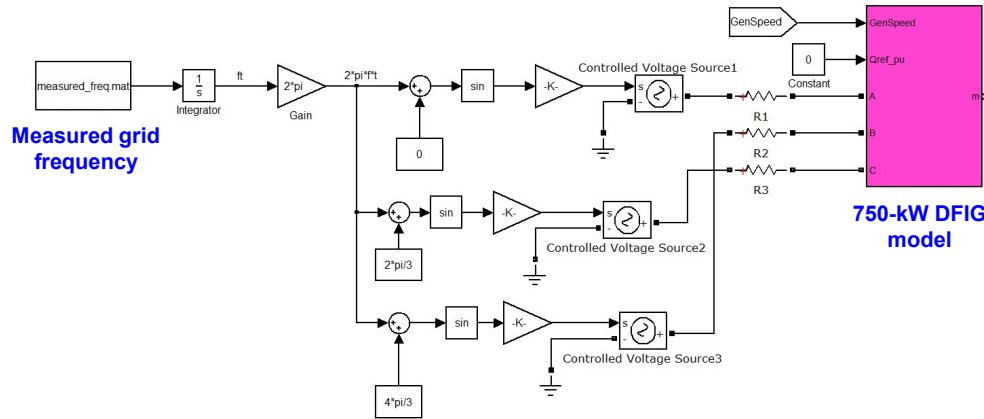 GenSpeed
GenSpeed
measured_freq.mat
1
s
Integrator
ft
2*pi
Gain
2*pi*f*t
+
+
0
sin
-K-
Controlled Voltage Source1
s
-
+
0
Constant
Qref_pu
m
+
R1
A
+
R2
B
+
R3
C
Measured grid
frequency
+
+
2*pi/3
sin
-K-
s
-
+
Controlled Voltage Source2
750-kW DFIG
model
+
+
4*pi/3
sin
-K-
s
-
+
Controlled Voltage Source3